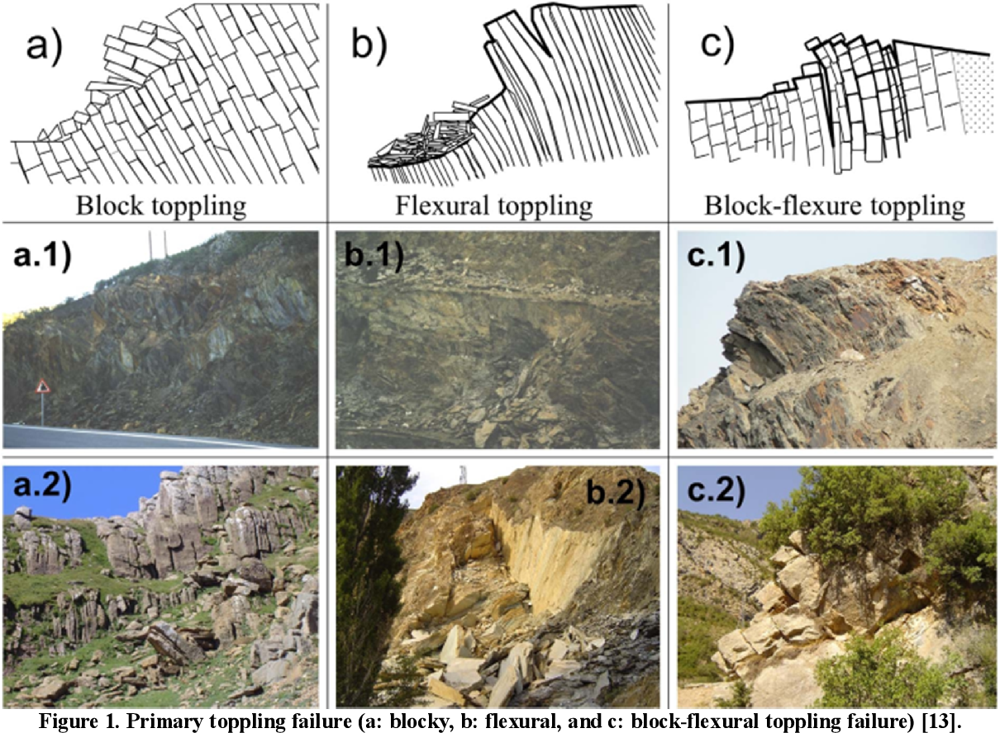 a)
b)
c)
Block toppling
Flexural toppling
Block-flexure toppling
a.1)
b.1)
c.1)
a.2)
b.2)
c.2)
Figure 1. Primary toppling failure (a: blocky, b: flexural, and c: block-flexural toppling failure) [13].